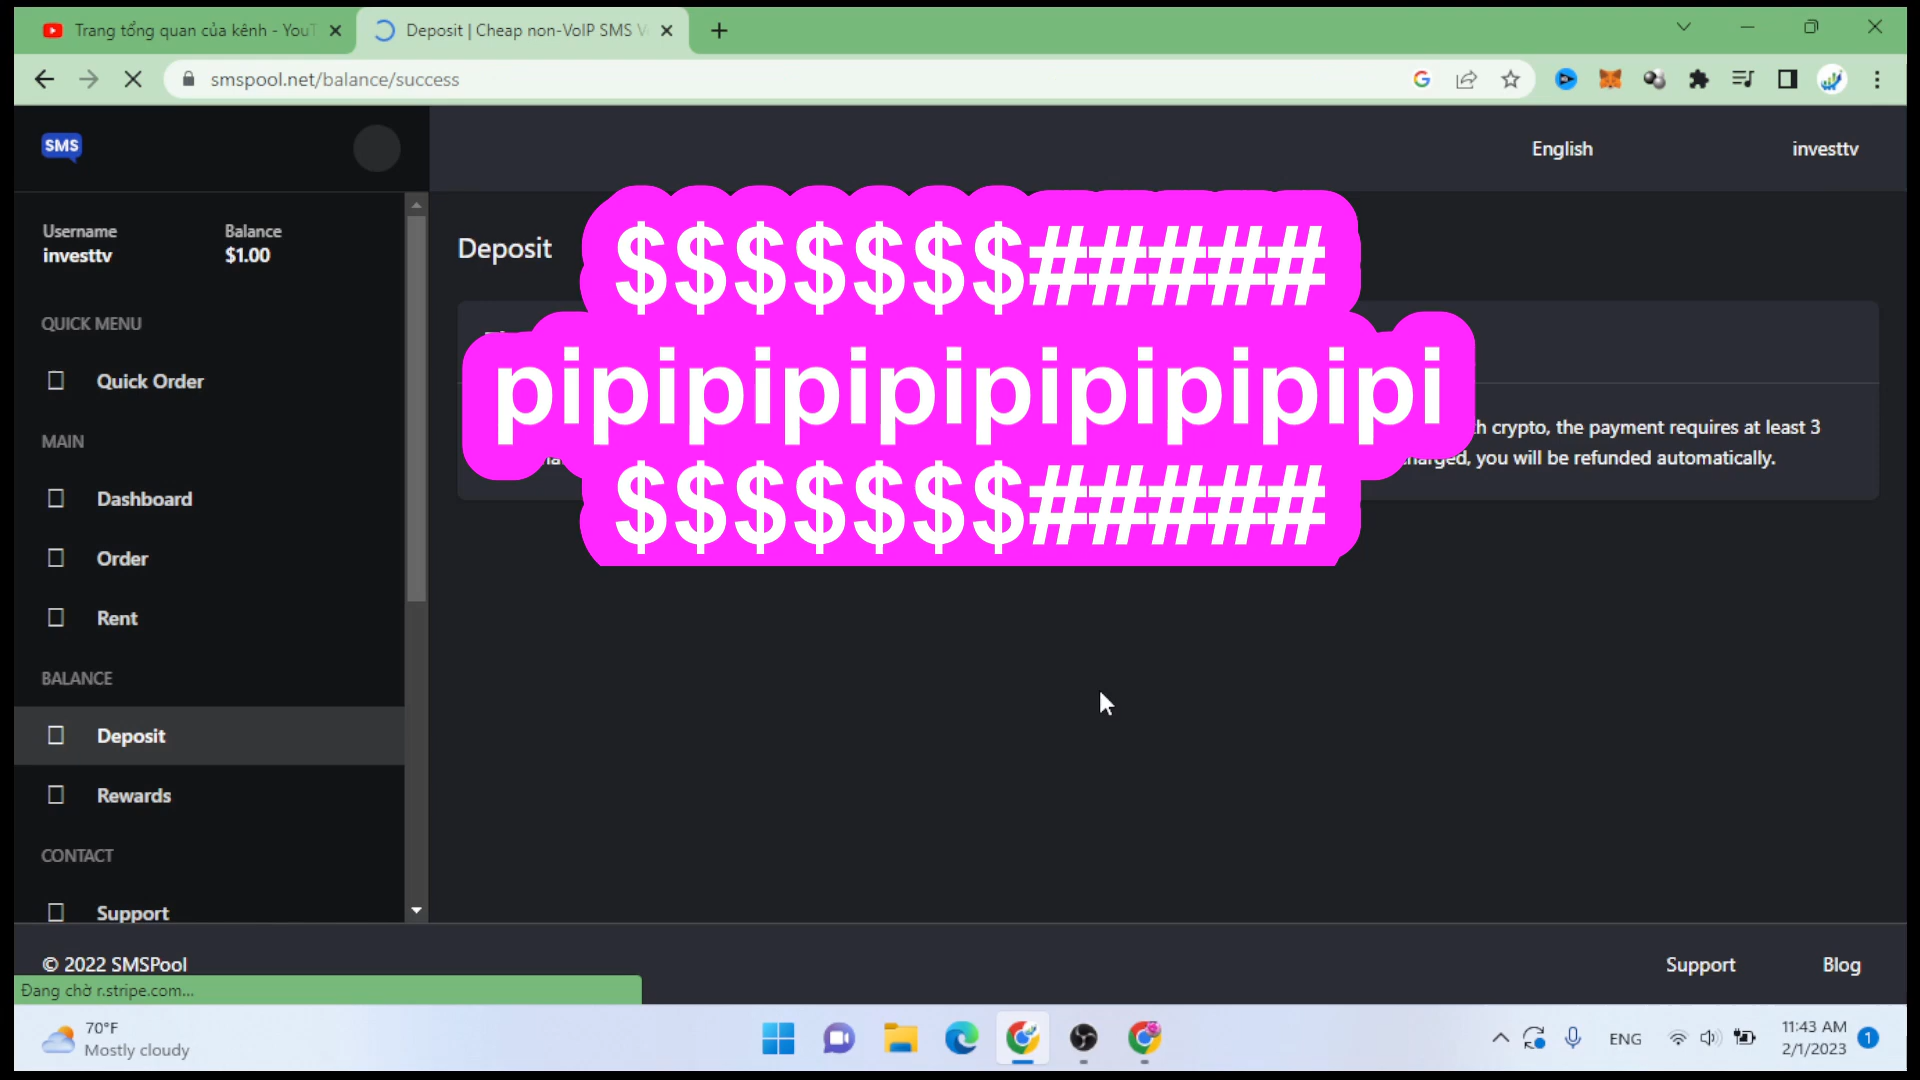 Trang tổng quan của kênh - YouT
Deposit | Cheap non-VoIP SMS V
smspool.net/balance/success
SMS
English
investtv
Username
Balance
investtv
$1.00
Deposit
$$$$$$$#####
pipipipipipipipipipi
$$$$$$$#####
crypto, the payment requires at least 3
you will be refunded automatically.
QUICK MENU
Quick Order
MAIN
Dashboard
Order
Rent
BALANCE
Deposit
Rewards
CONTACT
Support
© 2022 SMSPool
Support
Blog
Đang chờ r.stripe.com...
70°F
Mostly cloudy
ENG
11:43 AM
2/1/2023
1